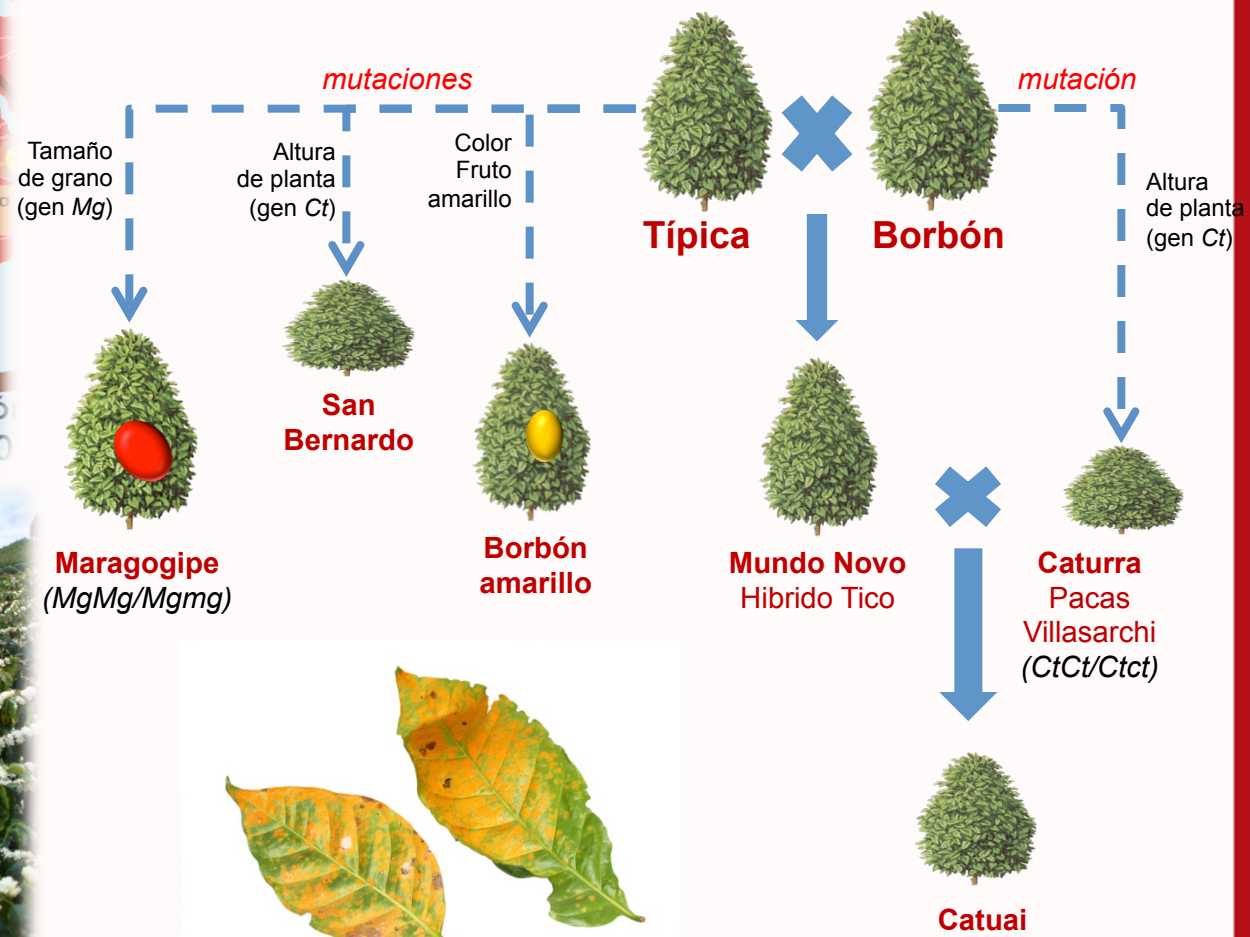 mutaciones
mutación
Tamaño
de grano
(gen Mg)
Altura
de planta
(gen Ct)
Color
Fruto
amarillo
Altura
de planta
(gen Ct)
Típica
Borbón
San
Bernardo
Maragogipe
(MgMg/Mgmg)
Borbón
amarillo
Mundo Novo
Hibrido Tico
Caturra
Pacas
Villasarchi
(CtCt/Ctct)
Catuai